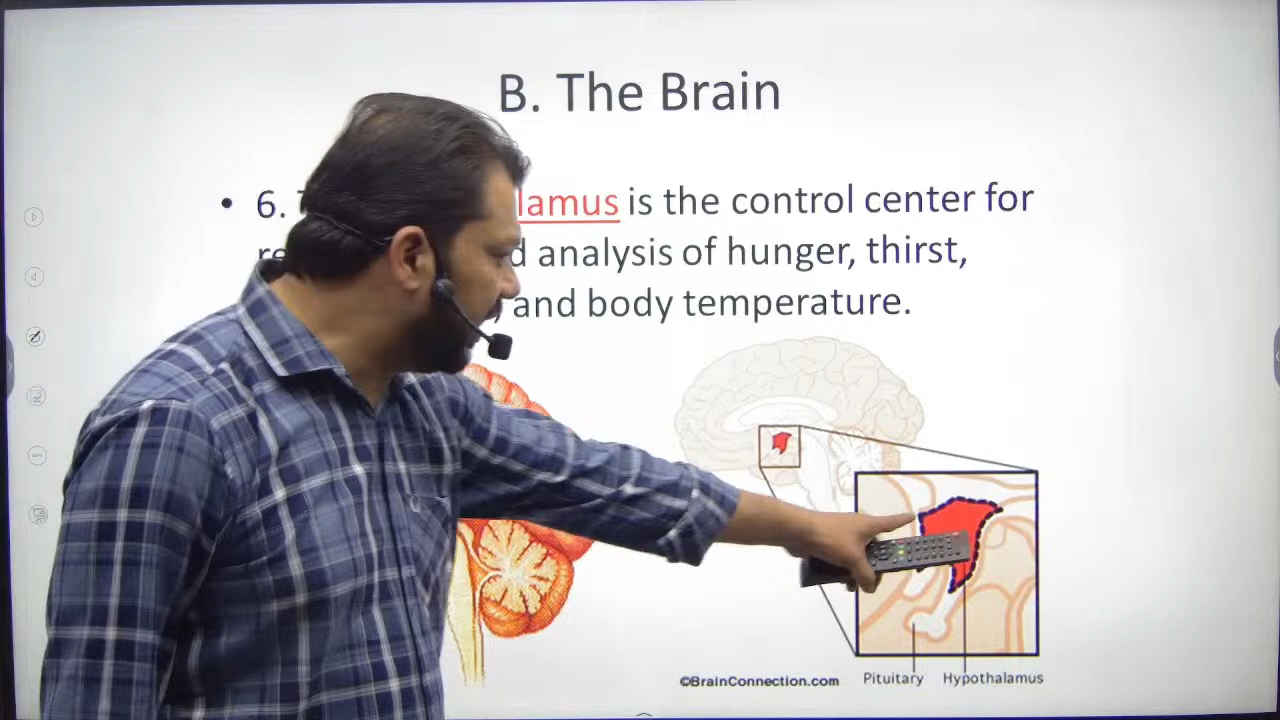 B. The Brain
• 6. lamus is the control center for
d analysis of hunger, thirst,
, and body temperature.
©BrainConnection.com
Pituitary
Hypothalamus